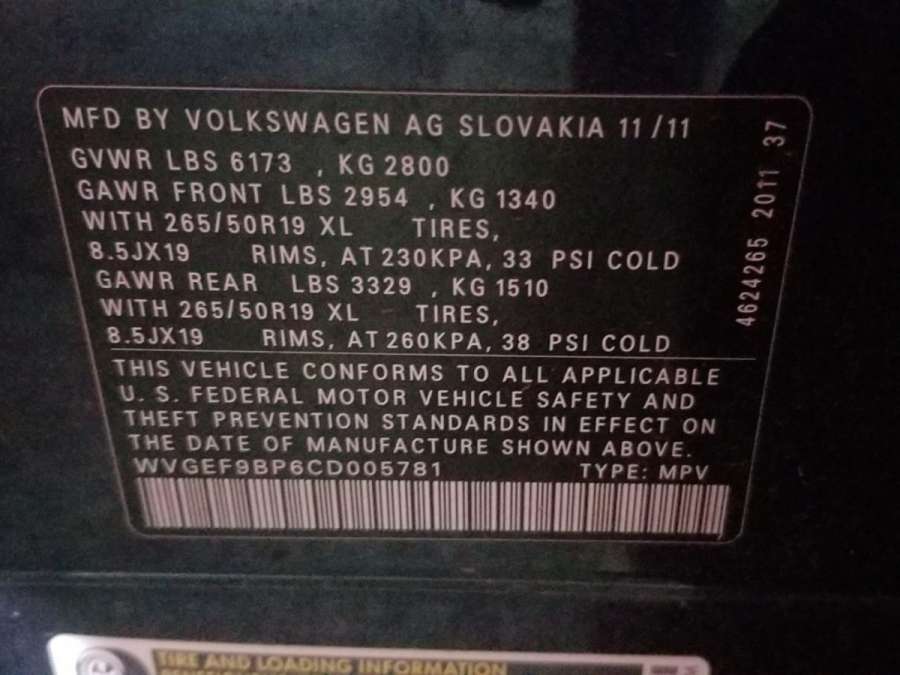 MFD BY VOLKSWAGEN AG SLOVAKIA 11/11
GVWR LBS 6173 , KG 2800
GAWR FRONT LBS 2954 , KG 1340
WITH 265/50R19 XL TIRES,
8.5JX19 RIMS, AT 230KPA, 33 PSI COLD
GAWR REAR LBS 3329 , KG 1510
WITH 265/50R19 XL TIRES,
8.5JX19 RIMS, AT 260KPA, 38 PSI COLD
THIS VEHICLE CONFORMS TO ALL APPLICABLE
U. S. FEDERAL MOTOR VEHICLE SAFETY AND
THEFT PREVENTION STANDARDS IN EFFECT ON
THE DATE OF MANUFACTURE SHOWN ABOVE.
WVGEF9BP6CD005781 TYPE: MPV
4624265 2011 37
TIRE AND LOADING INFORMATION